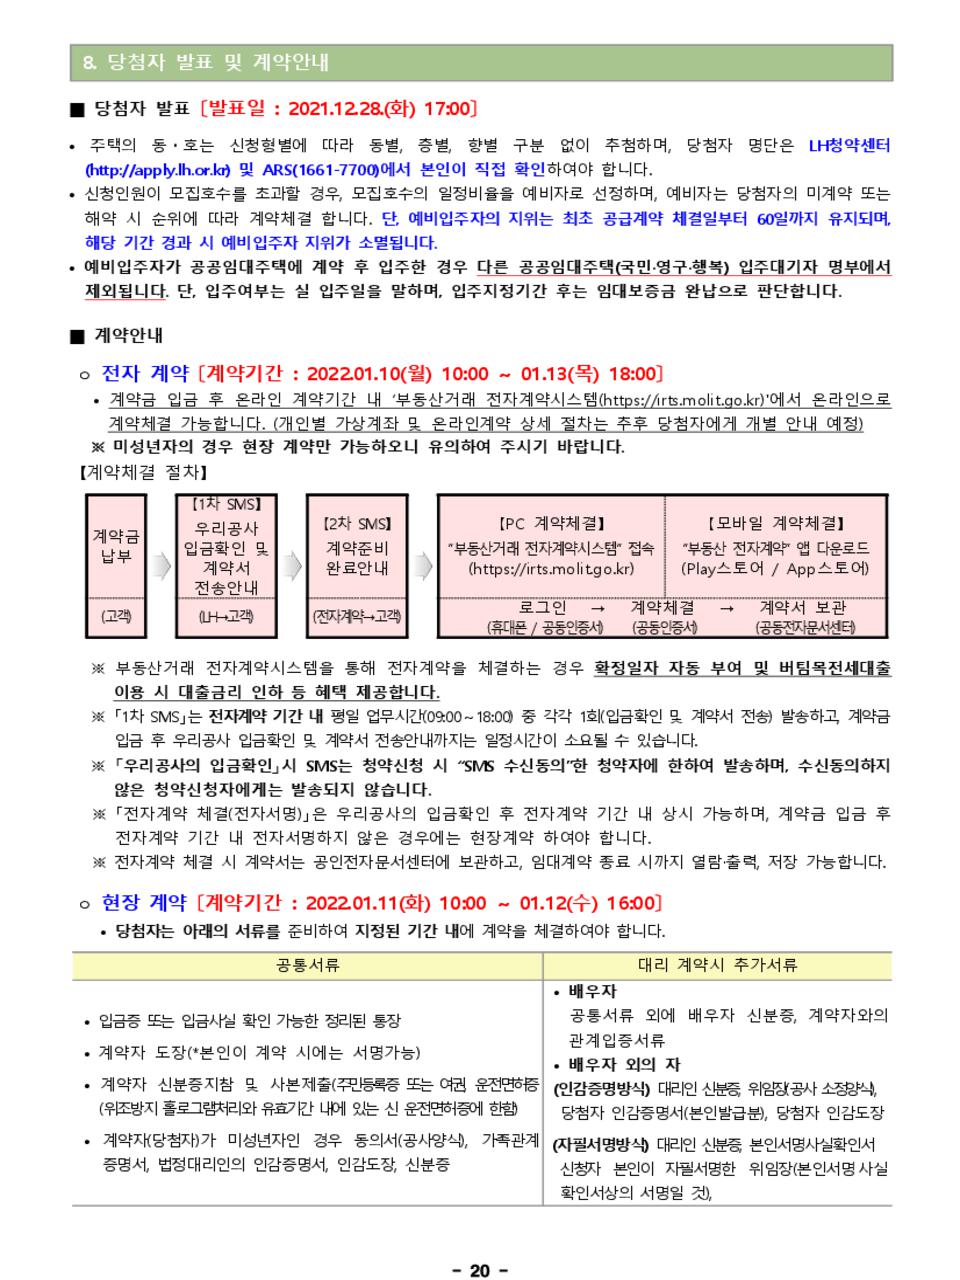 8. 당첨자 발표 및 계약안내
■ 당첨자 발표 [발표일 : 2021.12.28.(화) 17:00]
• 주택의 동·호는 신청형별에 따라 동별, 층별, 향별 구분 없이 추첨하며, 당첨자 명단은 LH청약센터
(http://apply.lh.or.kr) 및 ARS(1661-7700)에서 본인이 직접 확인하여야 합니다.
• 신청인원이 모집호수를 초과할 경우, 모집호수의 일정비율을 예비자로 선정하며, 예비자는 당첨자의 미계약 또는
해약 시 순위에 따라 계약체결 합니다. 단, 예비입주자의 지위는 최초 공급계약 체결일부터 60일까지 유지되며,
해당 기간 경과 시 예비입주자 지위가 소멸됩니다.
• 예비입주자가 공공임대주택에 계약 후 입주한 경우 다른 공공임대주택(국민·영구·행복) 입주대기자 명부에서
제외됩니다. 단, 입주여부는 실 입주일을 말하며, 입주지정기간 후는 임대보증금 완납으로 판단합니다.
■ 계약안내
○ 전자 계약 [계약기간 : 2022.01.10(월) 10:00 ~ 01.13(목) 18:00]
• 계약금 입금 후 온라인 계약기간 내 '부동산거래 전자계약시스템(https://irts.molit.go.kr)'에서 온라인으로
계약체결 가능합니다. (개인별 가상계좌 및 온라인계약 상세 절차는 추후 당첨자에게 개별 안내 예정)
※ 미성년자의 경우 현장 계약만 가능하오니 유의하여 주시기 바랍니다.
【계약체결 절차】
계약금
납부
(고객)
【1차 SMS】
우리공사
입금확인 및
계약서
전송안내
(LH→고객)
【2차 SMS】
계약준비
완료안내
(전자계약→고객)
【PC 계약체결】
"부동산거래 전자계약시스템" 접속
(https://irts.molit.go.kr)
【모바일 계약체결】
"부동산 전자계약" 앱 다운로드
(Play스토어 / App스토어)
로그인 → 계약체결 → 계약서 보관
(휴대폰 / 공동인증서) (공동인증서) (공동전자문서센터)
※ 부동산거래 전자계약시스템을 통해 전자계약을 체결하는 경우 확정일자 자동 부여 및 버팀목전세대출
이용 시 대출금리 인하 등 혜택 제공합니다.
※ 「1차 SMS」는 전자계약 기간 내 평일 업무시간(09:00~18:00) 중 각각 1회(입금확인 및 계약서 전송) 발송하고, 계약금
입금 후 우리공사 입금확인 및 계약서 전송안내까지는 일정시간이 소요될 수 있습니다.
※ 「우리공사의 입금확인」시 SMS는 청약신청 시 "SMS 수신동의"한 청약자에 한하여 발송하며, 수신동의하지
않은 청약신청자에게는 발송되지 않습니다.
※ 「전자계약 체결(전자서명)」은 우리공사의 입금확인 후 전자계약 기간 내 상시 가능하며, 계약금 입금 후
전자계약 기간 내 전자서명하지 않은 경우에는 현장계약 하여야 합니다.
※ 전자계약 체결 시 계약서는 공인전자문서센터에 보관하고, 임대계약 종료 시까지 열람·출력, 저장 가능합니다.
○ 현장 계약 [계약기간 : 2022.01.11(화) 10:00 ~ 01.12(수) 16:00]
• 당첨자는 아래의 서류를 준비하여 지정된 기간 내에 계약을 체결하여야 합니다.
공통서류
• 입금증 또는 입금사실 확인 가능한 정리된 통장
• 계약자 도장(*본인이 계약 시에는 서명가능)
• 계약자 신분증지참 및 사본제출(주민등록증 또는 여권, 운전면허증
(위조방지 홀로그램처리와 유효기간 내에 있는 신 운전면허증에 한함)
• 계약자(당첨자)가 미성년자인 경우 동의서(공사양식), 가족관계
증명서, 법정대리인의 인감증명서, 인감도장, 신분증
대리 계약시 추가서류
• 배우자
공통서류 외에 배우자 신분증, 계약자와의
관계입증서류
• 배우자 외의 자
(인감증명방식) 대리인 신분증, 위임장(공사 소정양식),
당첨자 인감증명서(본인발급분), 당첨자 인감도장
(자필서명방식) 대리인 신분증, 본인서명사실확인서
신청자 본인이 자필서명한 위임장(본인서명사실
확인서상의 서명일 것),
- 20 -